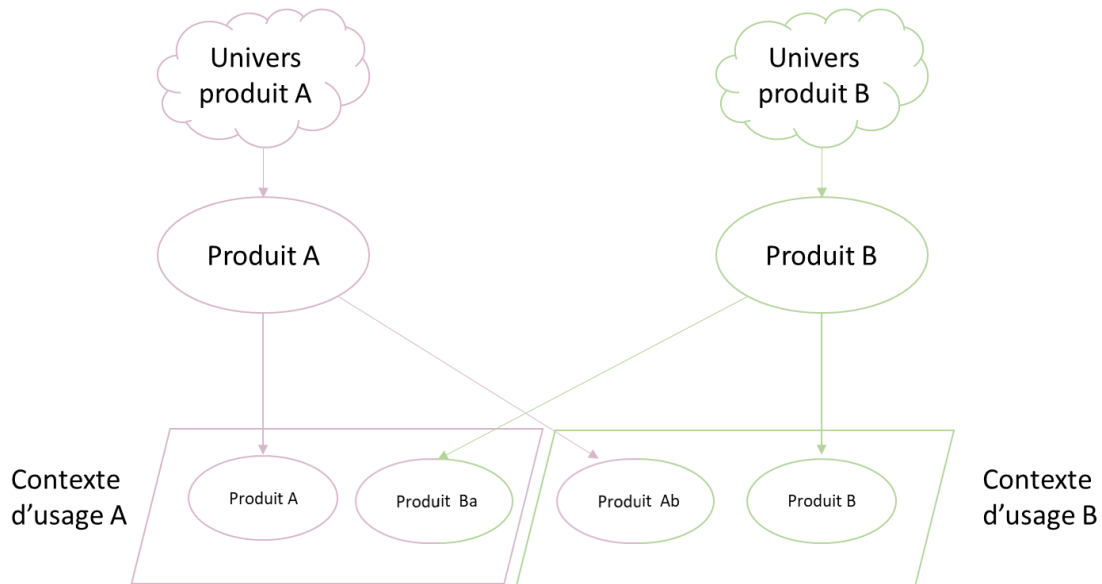 Univers
produit A
Univers
produit B
Produit A
Produit B
Contexte
d’usage A
Produit A
Produit Ba
Produit Ab
Produit B
Contexte
d’usage B